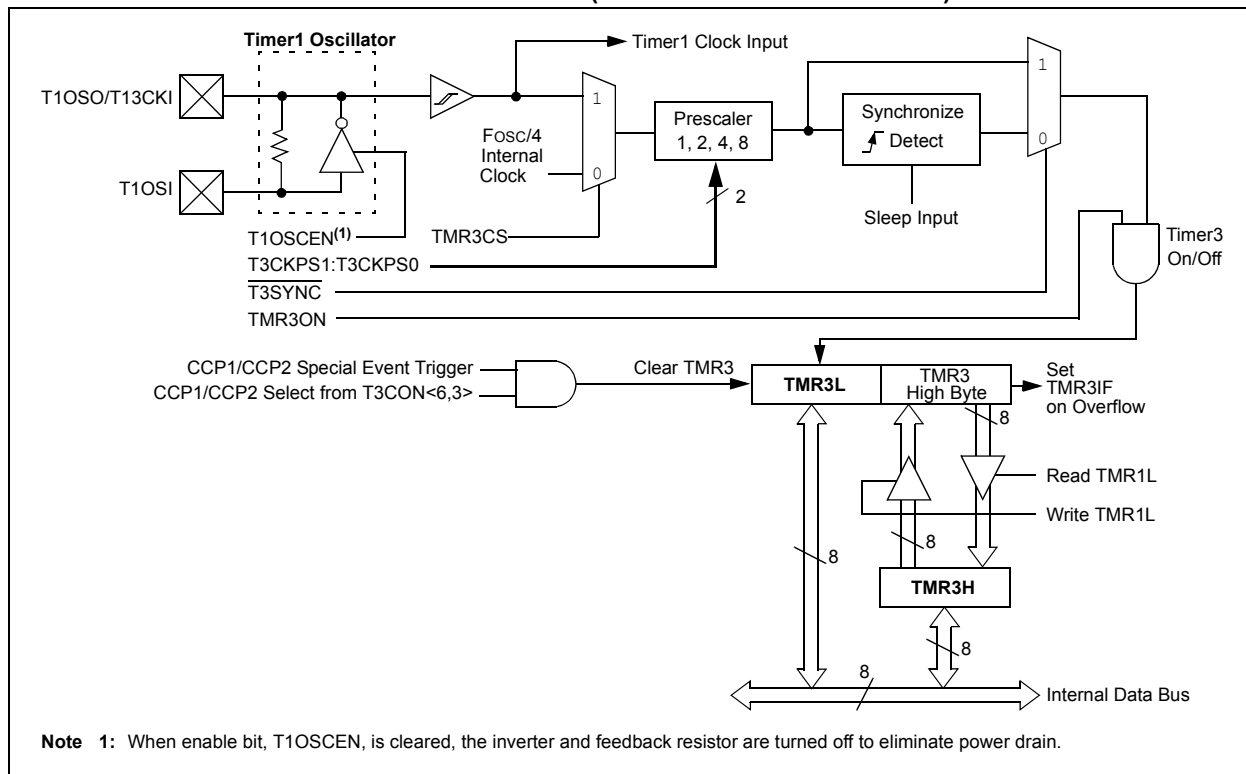 Timer1 Oscillator
Timer1 Clock Input
T1OSO/T13CKI
1
1
FOSC/4
Internal
Clock
0
Prescaler
1, 2, 4, 8
Synchronize
Detect
0
T1OSI
2
Sleep Input
T1OSCEN(1)
TMR3CS
Timer3
On/Off
T3CKPS1:T3CKPS0
T3SYNC
TMR3ON
CCP1/CCP2 Special Event Trigger
CCP1/CCP2 Select from T3CON<6,3>
Clear TMR3
TMR3L
TMR3
High Byte
Set
TMR3IF
on Overflow
8
Read TMR1L
Write TMR1L
8
8
TMR3H
8
8
Internal Data Bus
Note 1: When enable bit, T1OSCEN, is cleared, the inverter and feedback resistor are turned off to eliminate power drain.